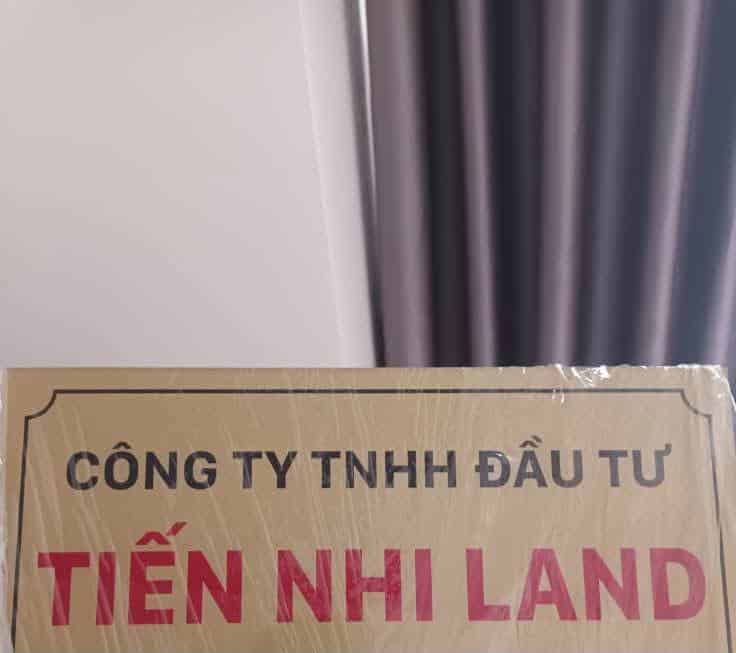 CÔNG TY TNHH ĐẦU TƯ
TIẾN NHI LAND